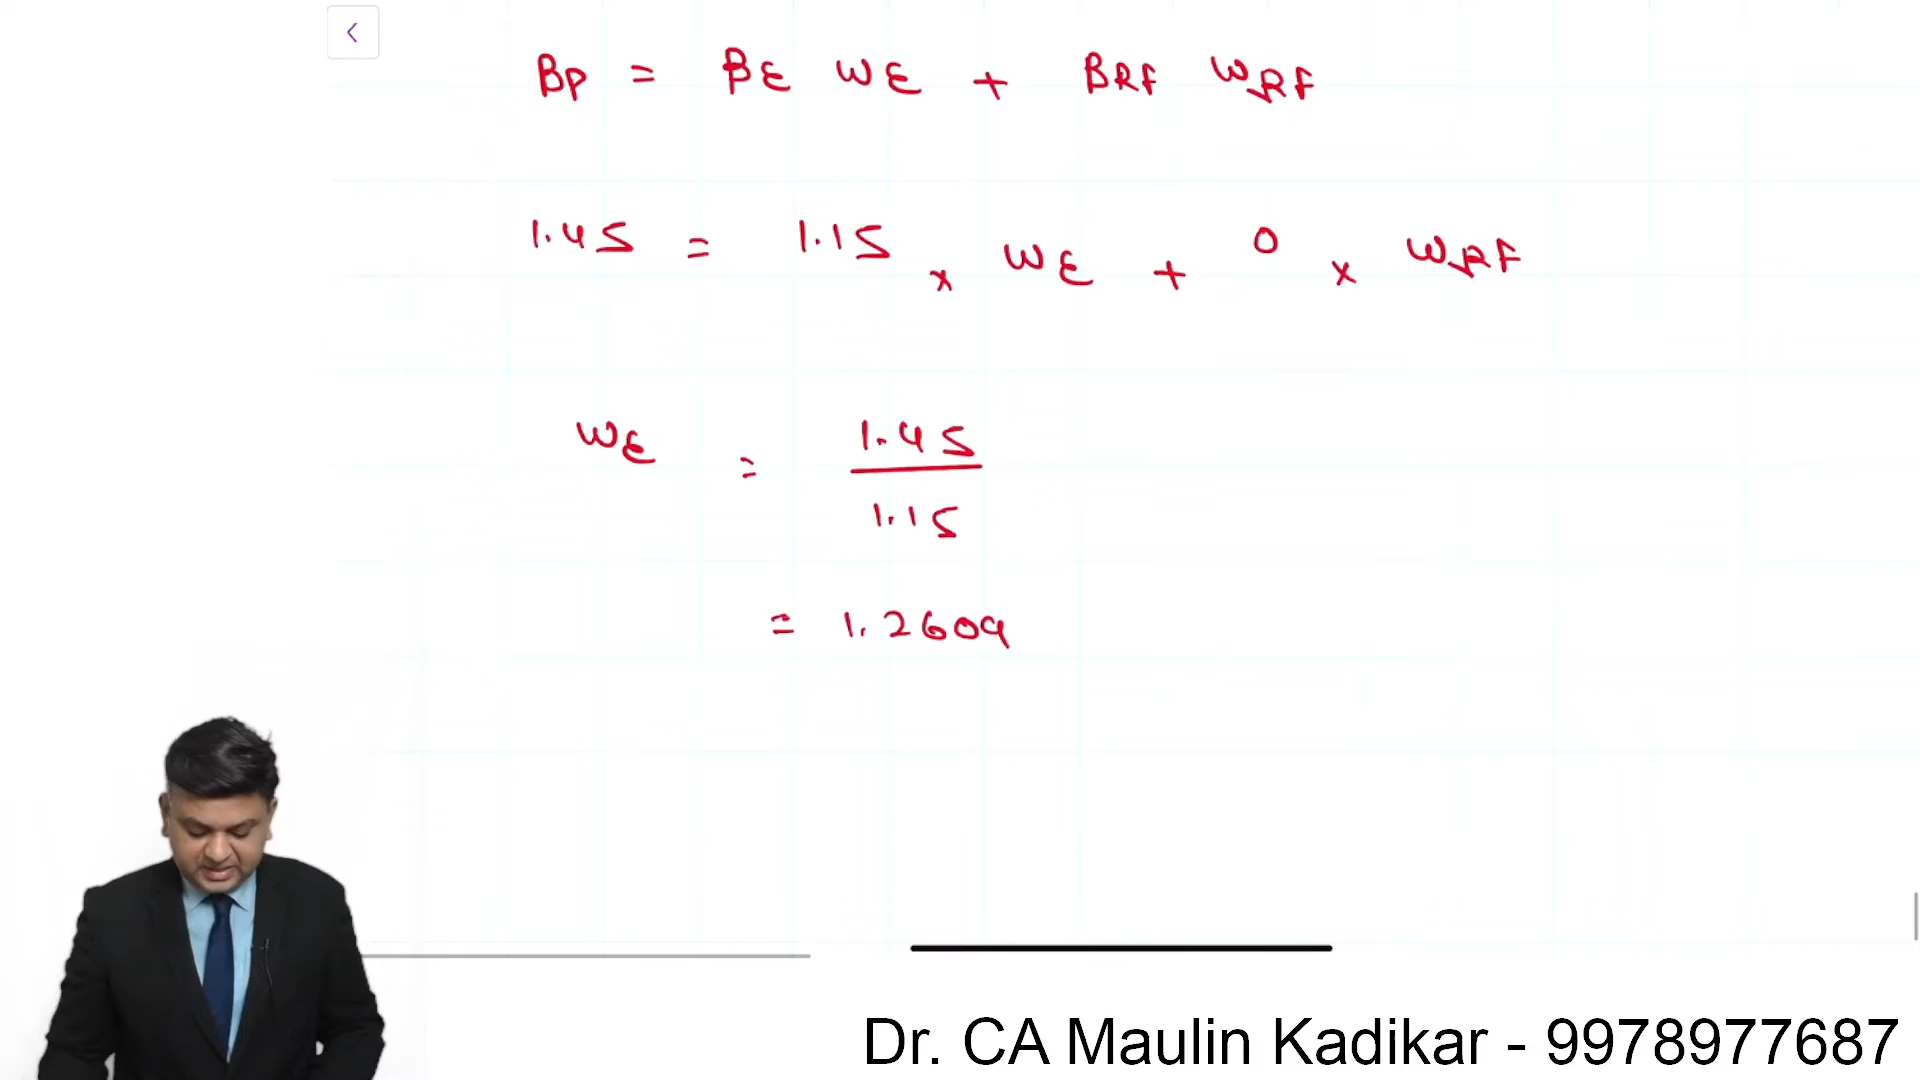 βP = βE WE + βRF WRF
1.45 = 1.15 × WE + 0 × WRF
WE = 1.45
1.15
= 1.2609
Dr. CA Maulin Kadikar - 9978977687